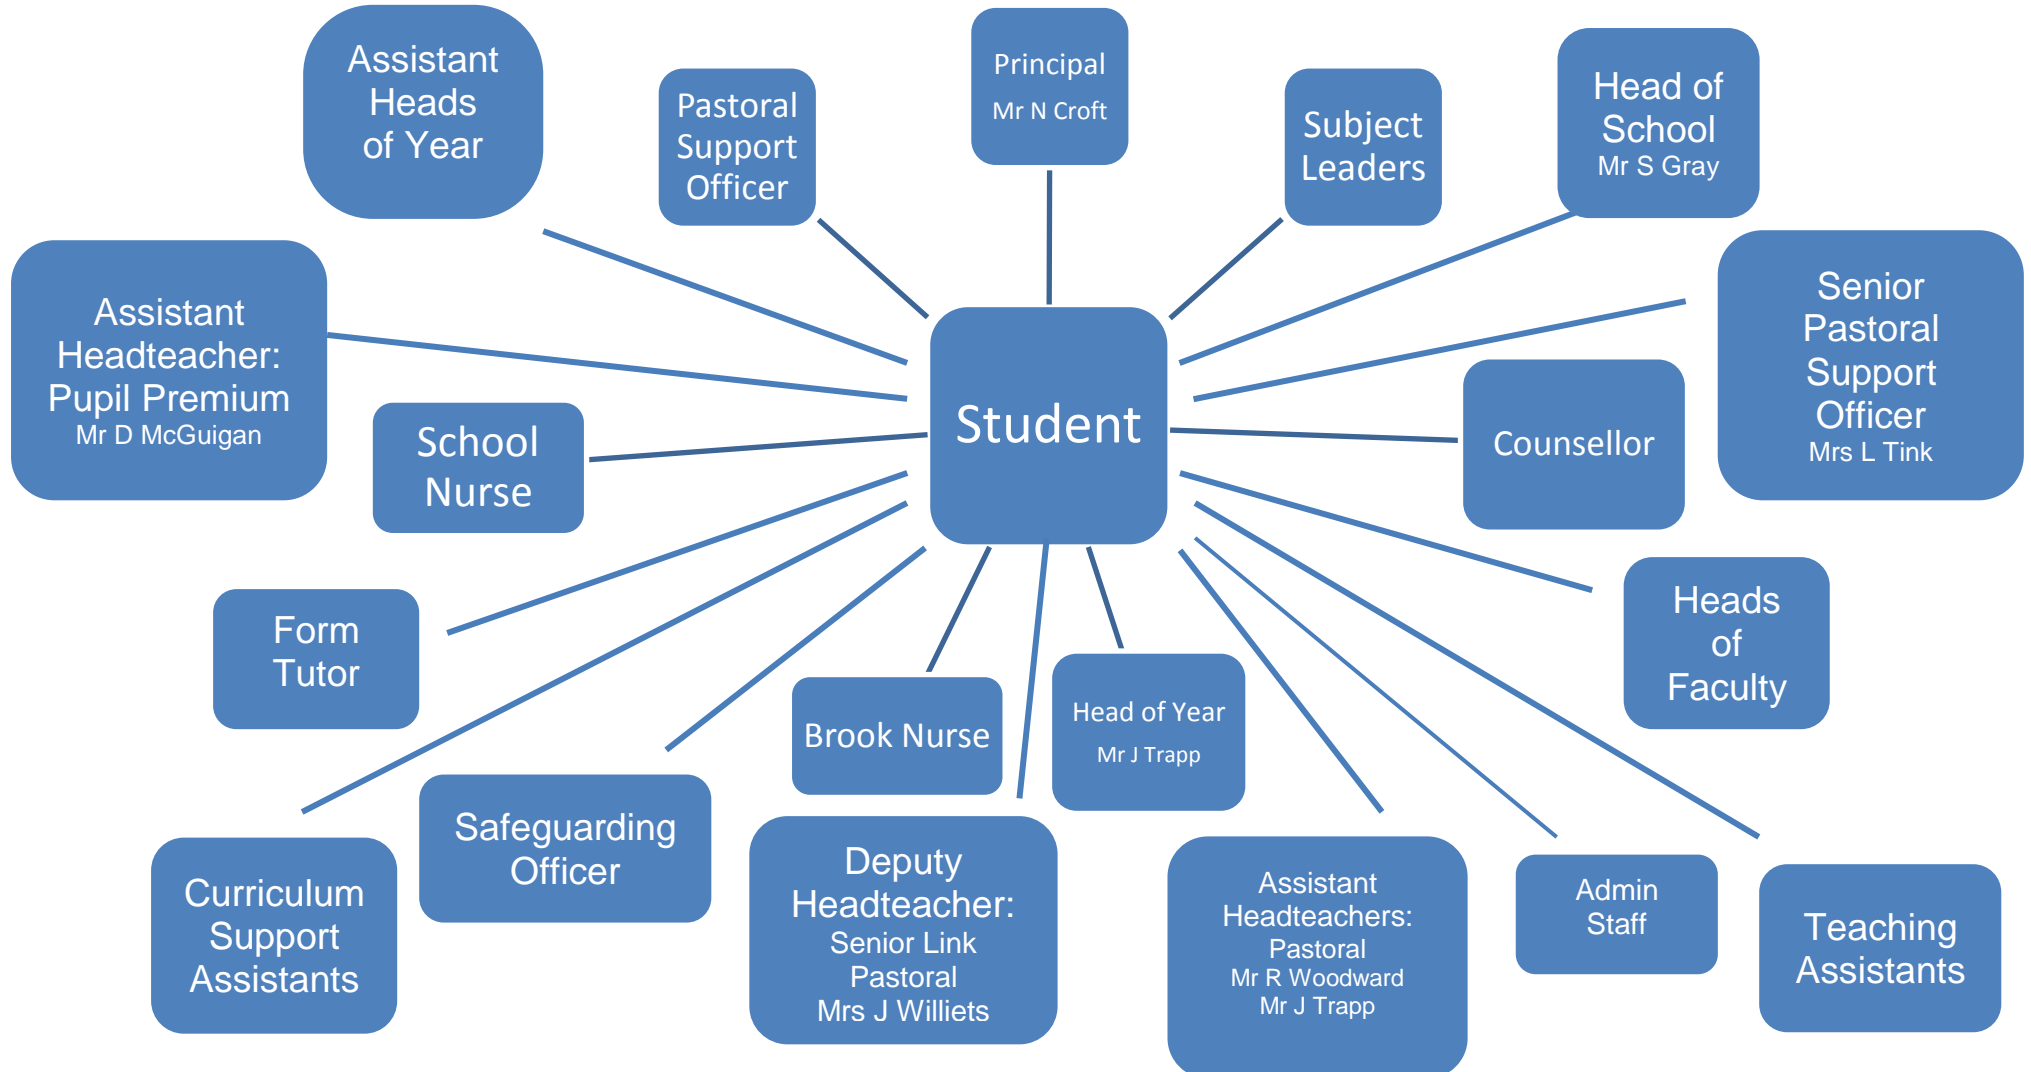 Assistant
Heads
of Year
Pastoral
Support
Officer
Principal
Mr N Croft
Subject
Leaders
Head of
School
Mr S Gray
Assistant
Headteacher:
Pupil Premium
Mr D McGuigan
School
Nurse
Student
Counsellor
Senior
Pastoral
Support
Officer
Mrs L Tink
Form
Tutor
Heads
of
Faculty
Brook Nurse
Head of Year
Mr J Trapp
Curriculum
Support
Assistants
Safeguarding
Officer
Deputy
Headteacher:
Senior Link
Pastoral
Mrs J Williets
Assistant
Headteachers:
Pastoral
Mr R Woodward
Mr J Trapp
Admin
Staff
Teaching
Assistants